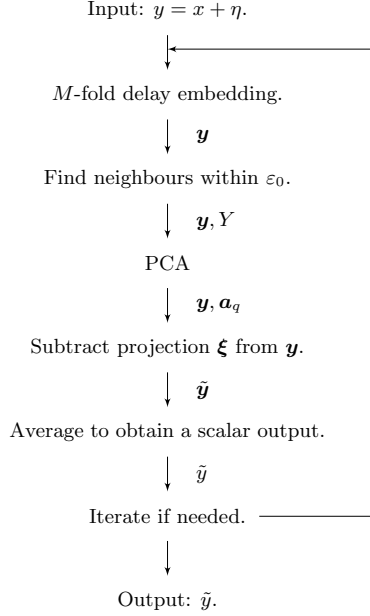 Input: y = x + η.
M-fold delay embedding.
y
Find neighbours within ε₀.
y, Y
PCA
y, a_q
Subtract projection ξ from y.
ỹ
Average to obtain a scalar output.
ỹ
Iterate if needed.
Output: ỹ.